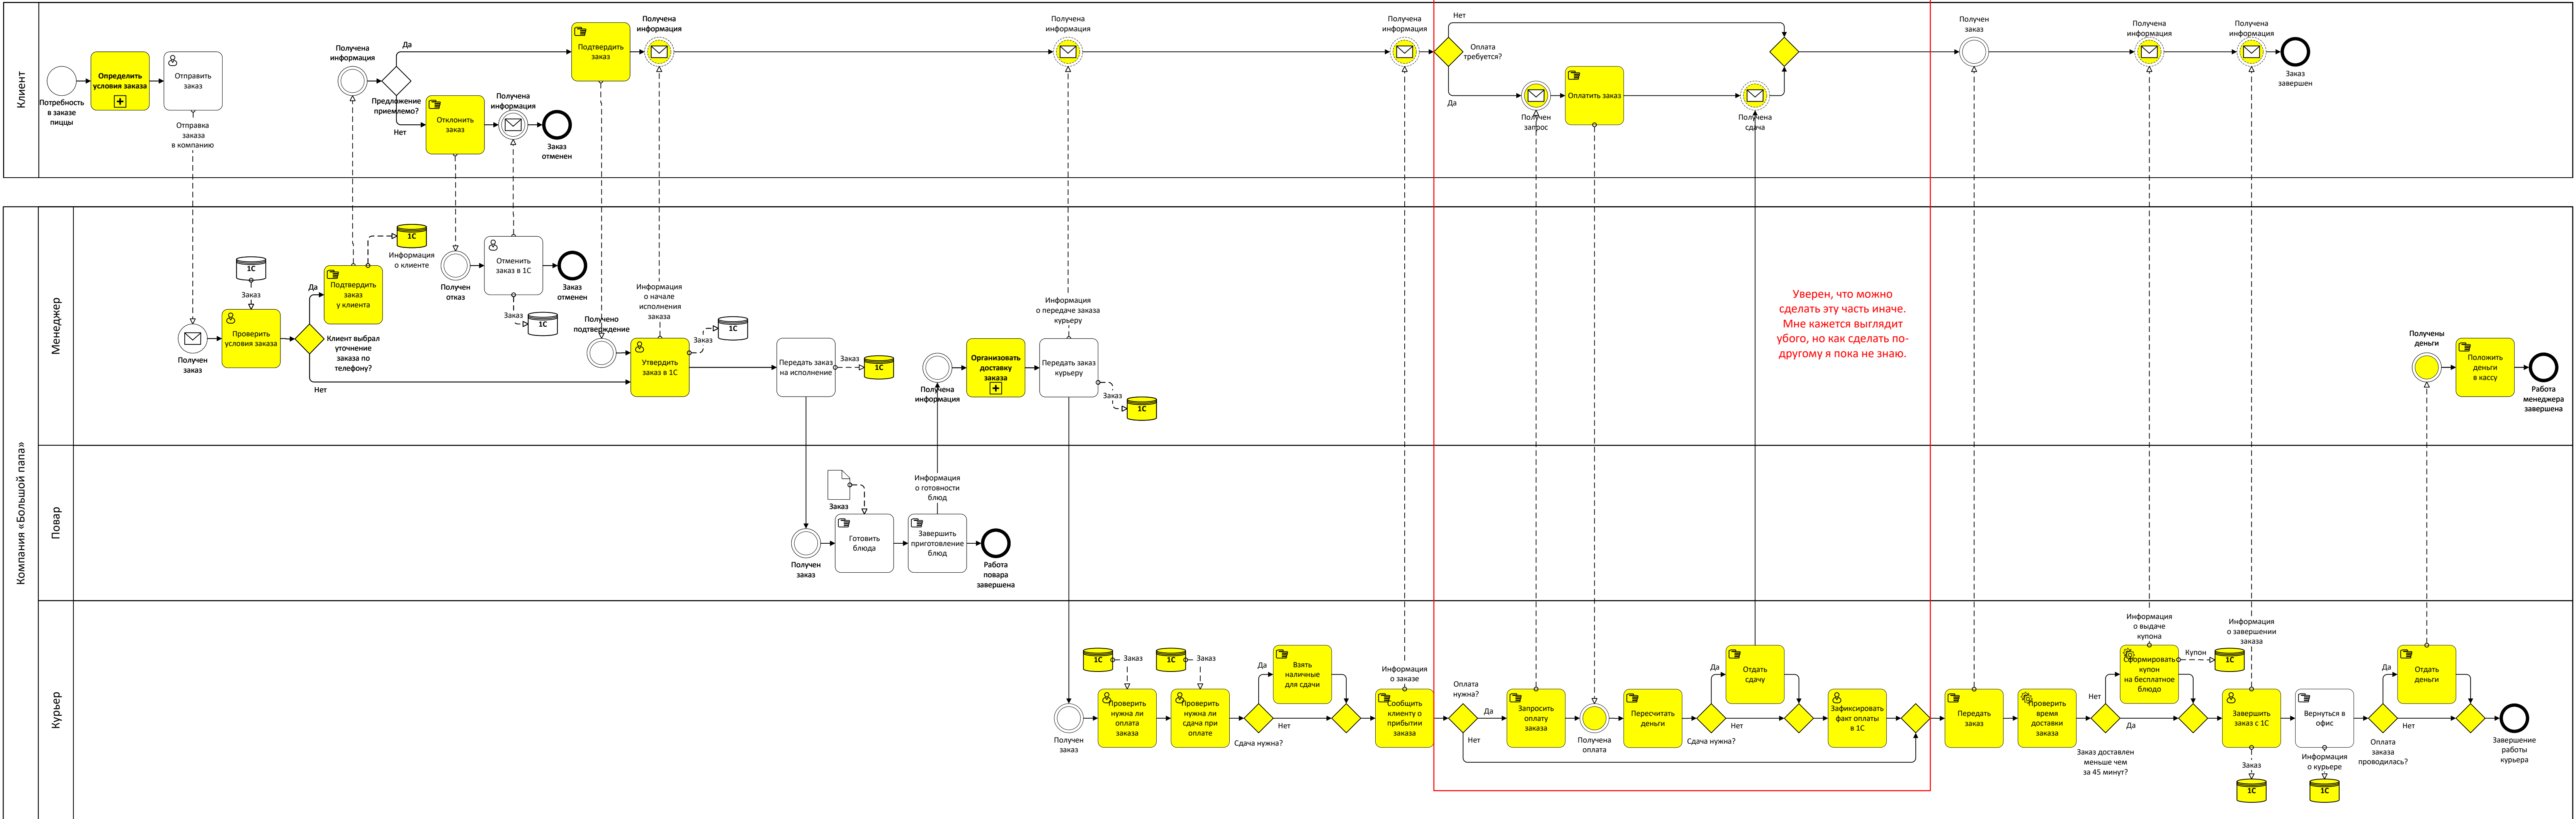 Клиент
Потребность
в заказе
пиццы
Определить
условия заказа
Отправить
заказ
Отправка
заказа
в компанию
Получена
информация
Да
Предложение
приемлемо?
Нет
Отклонить
заказ
Получена
информация
Заказ
отменен
Подтвердить
заказ
Получена
информация
Получена
информация
Получена
информация
Нет
Оплата
требуется?
Да
Получен
запрос
Оплатить заказ
Получена
сдача
Получен
заказ
Получена
информация
Получена
информация
Заказ
завершен
Компания «Большой папа»
Менеджер
Получен
заказ
1С
Заказ
Проверить
условия заказа
Да
Клиент выбрал
уточнение
заказа по
телефону?
Нет
Подтвердить
заказ
у клиента
1С
Информация
о клиенте
Получен
отказ
Отменить
заказ в 1С
Заказ
1С
Заказ
отменен
Получено
подтверждение
Информация
о начале
исполнения
заказа
Утвердить
заказ в 1С
Заказ
1С
Передать заказ
на исполнение
Заказ
1С
Получена
информация
Организовать
доставку
заказа
Информация
о передаче заказа
курьеру
Передать заказ
курьеру
Заказ
1С
Уверен, что можно
сделать эту часть иначе.
Мне кажется выглядит
убого, но как сделать по-
другому я пока не знаю.
Получены
деньги
Положить
деньги
в кассу
Работа
менеджера
завершена
Повар
Получен
заказ
Заказ
Готовить
блюда
Информация
о готовности
блюд
Завершить
приготовление
блюд
Работа
повара
завершена
Курьер
Получен
заказ
1С
Заказ
Проверить
нужна ли
оплата
заказа
1С
Заказ
Проверить
нужна ли
сдача при
оплате
Да
Сдача нужна?
Нет
Взять
наличные
для сдачи
Информация
о заказе
Сообщить
клиенту о
прибытии
заказа
Оплата
нужна?
Да
Нет
Запросить
оплату
заказа
Получена
оплата
Пересчитать
деньги
Да
Сдача нужна?
Нет
Отдать
сдачу
Зафиксировать
факт оплаты
в 1С
Передать
заказ
Проверить
время
доставки
заказа
Нет
Заказ доставлен
меньше чем
за 45 минут?
Да
Информация
о выдаче
купона
Сформировать
купон
на бесплатное
блюдо
Купон
1С
Информация
о завершении
заказа
Завершить
заказ с 1С
Заказ
1С
Вернуться в
офис
Информация
о курьере
1С
Да
Оплата
заказа
проводилась?
Нет
Отдать
деньги
Завершение
работы
курьера